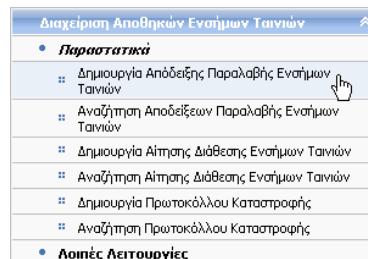 Διαχείριση Αποθηκών Ενσήμων Ταινιών
Παραστατικά
Δημιουργία Απόδειξης Παραλαβής Ενσήμων
Ταινιών
Αναζήτηση Αποδείξεων Παραλαβής Ενσήμων
Ταινιών
Δημιουργία Αίτησης Διάθεσης Ενσήμων Ταινιών
Αναζήτηση Αίτησης Διάθεσης Ενσήμων Ταινιών
Δημιουργία Πρωτοκόλλου Καταστροφής
Αναζήτηση Πρωτοκόλλου Καταστροφής
Λοιπές Λειτουργίες